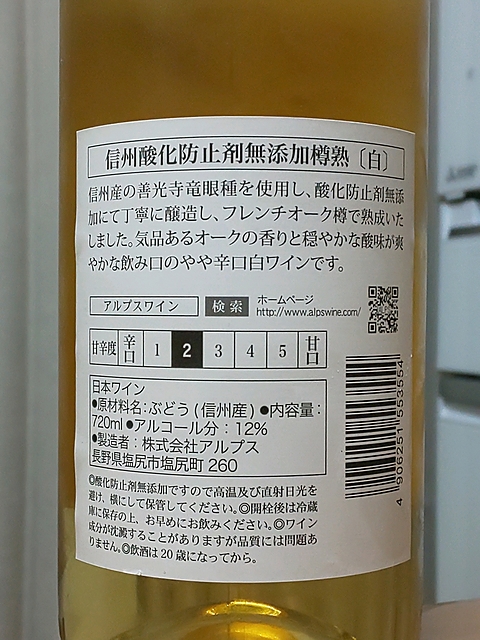 信州酸化防止剤無添加樽熟〔白〕
信州産の善光寺竜眼種を使用し、酸化防止剤無添
加にて丁寧に醸造し、フレンチオーク樽で熟成いた
しました。気品あるオークの香りと穏やかな酸味が爽
やかな飲み口のやや辛口白ワインです。
アルプスワイン 検索 ホームページ
http://www.alpswine.com/
甘辛度 辛口 1 2 3 4 5 甘口
日本ワイン
●原材料名:ぶどう(信州産)●内容量:
720ml ●アルコール分:12%
●製造者:株式会社アルプス
長野県塩尻市塩尻町 260
◎酸化防止剤無添加ですので高温及び直射日光を
避け、横にして保管してください。◎開栓後は冷蔵
庫に保存の上、お早めにお飲みください。◎ワイン
成分が沈澱することがありますが品質には問題あ
りません。◎飲酒は20歳になってから。
4 906251 553554